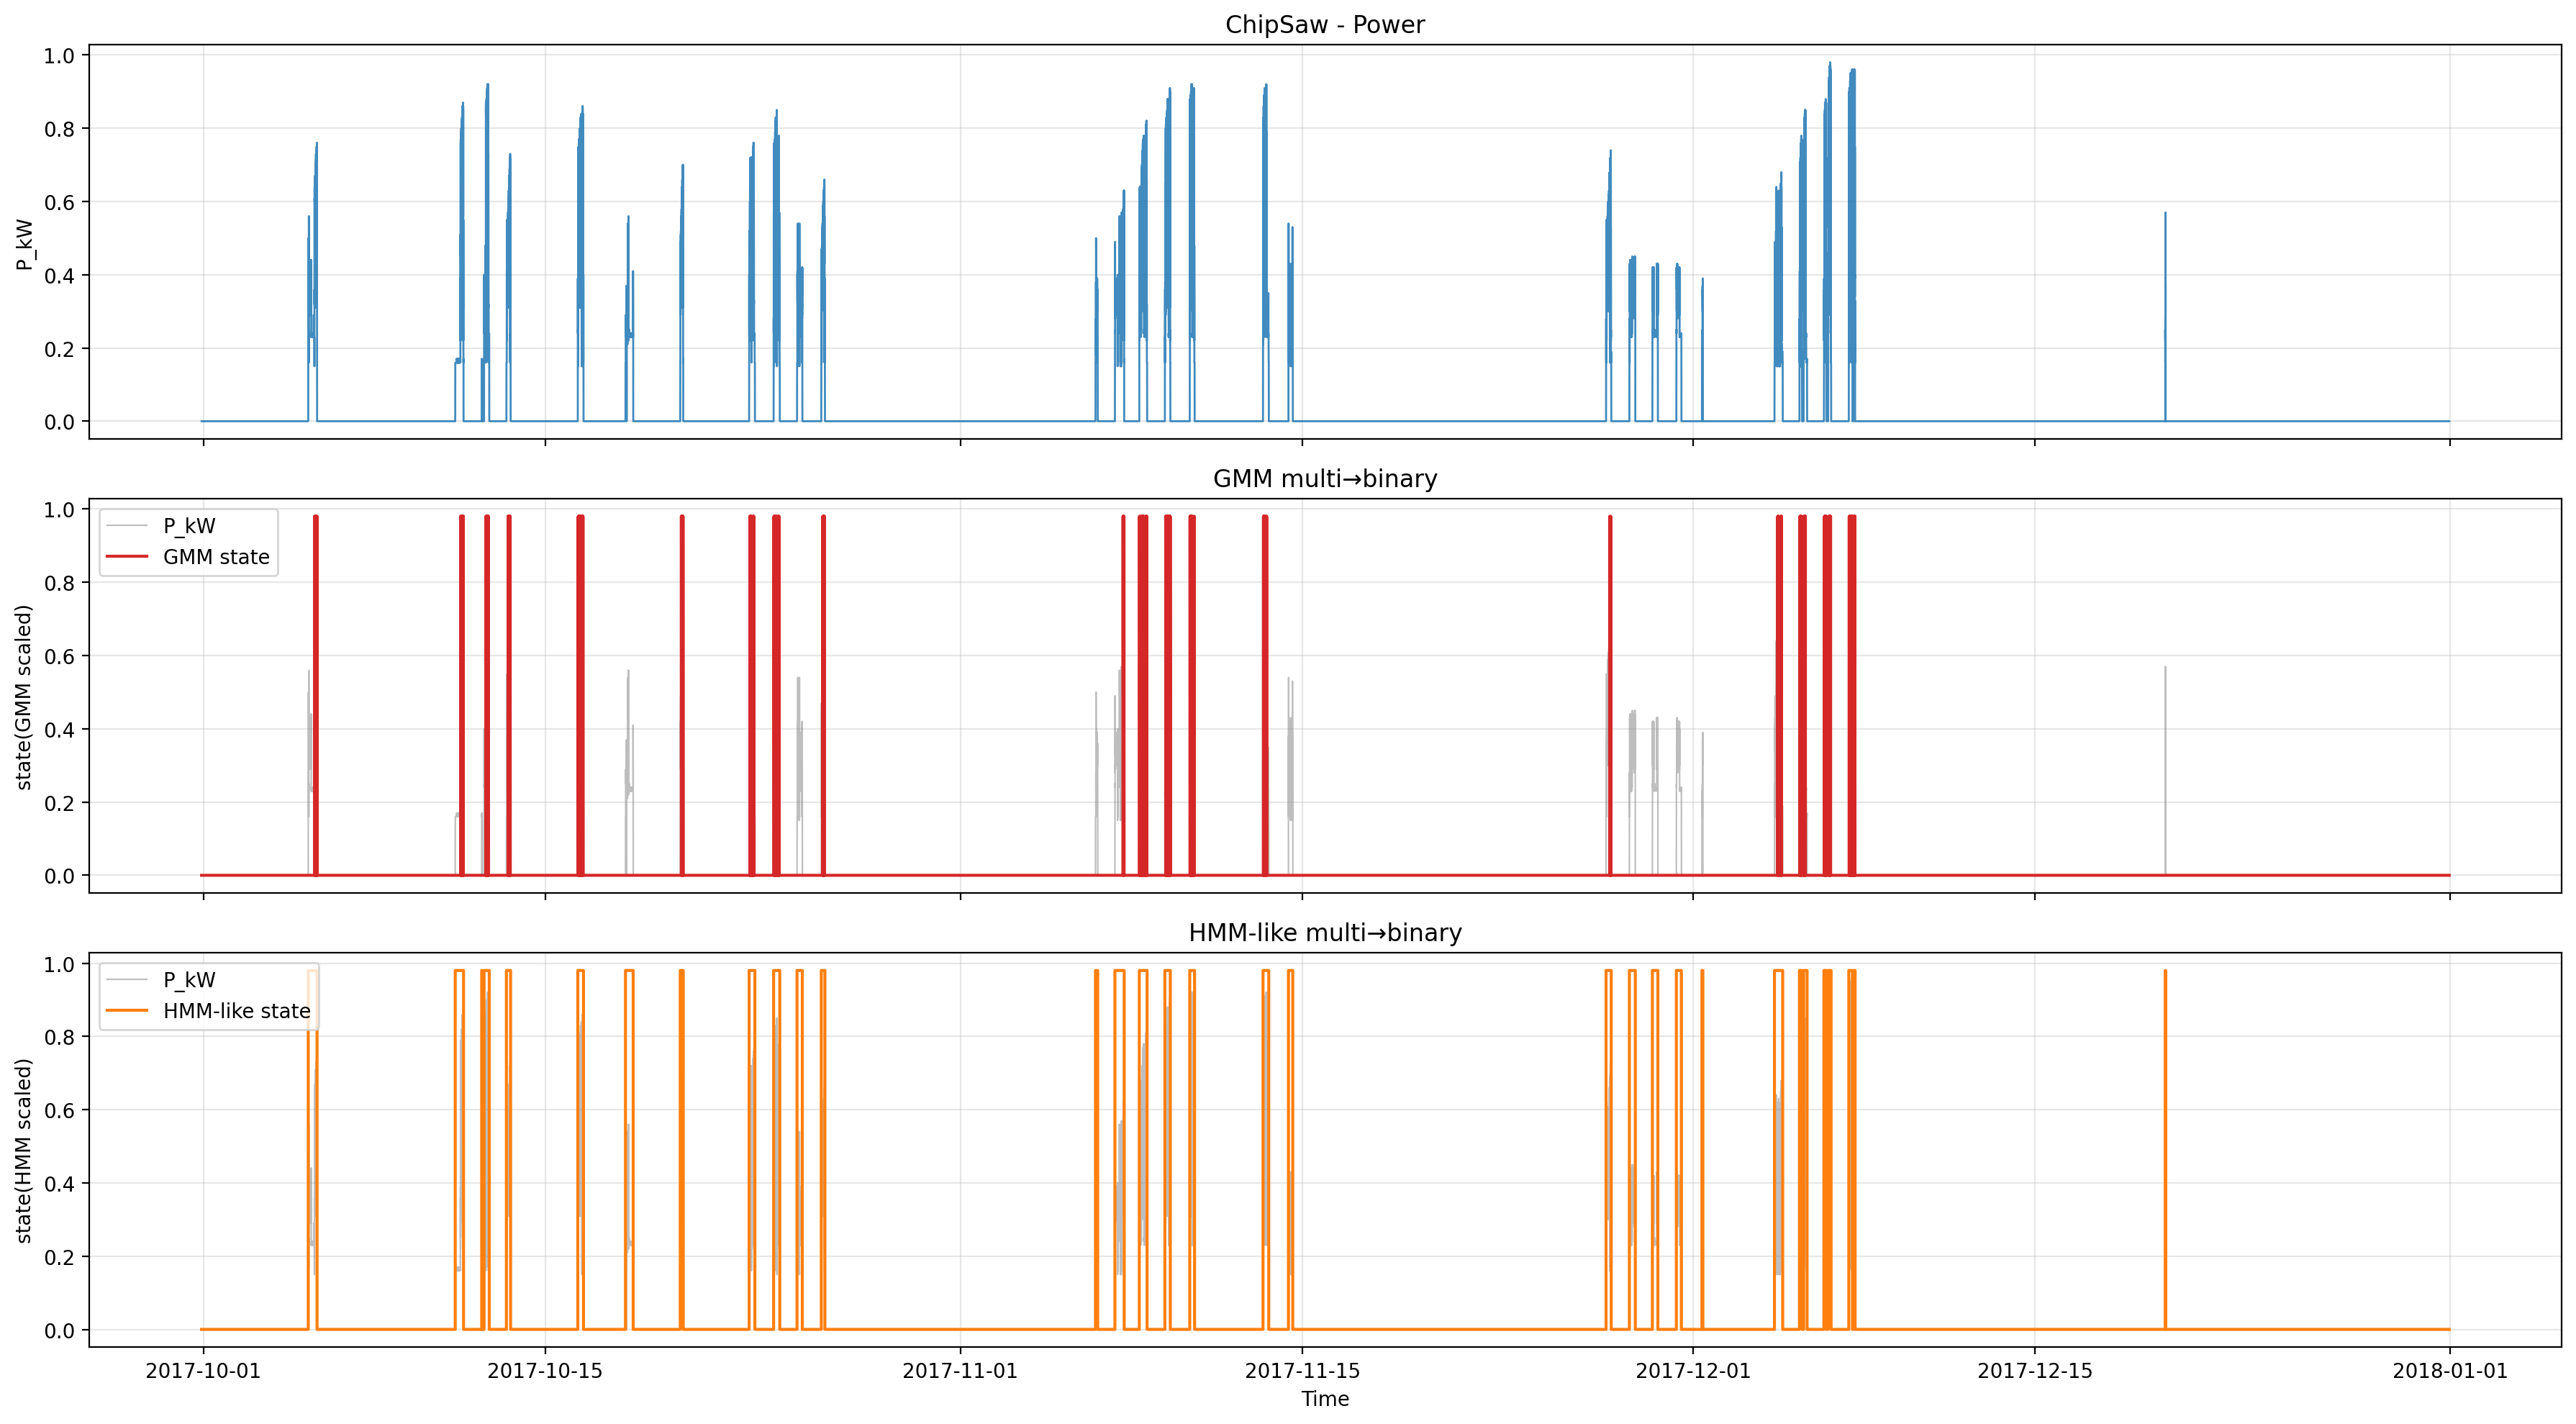 ChipSaw - Power
P_kW
1.0
0.8
0.6
0.4
0.2
0.0
GMM multi→binary
state(GMM scaled)
1.0
0.8
0.6
0.4
0.2
0.0
P_kW
GMM state
HMM-like multi→binary
state(HMM scaled)
1.0
0.8
0.6
0.4
0.2
0.0
P_kW
HMM-like state
2017-10-01 2017-10-15 2017-11-01 2017-11-15 2017-12-01 2017-12-15 2018-01-01
Time